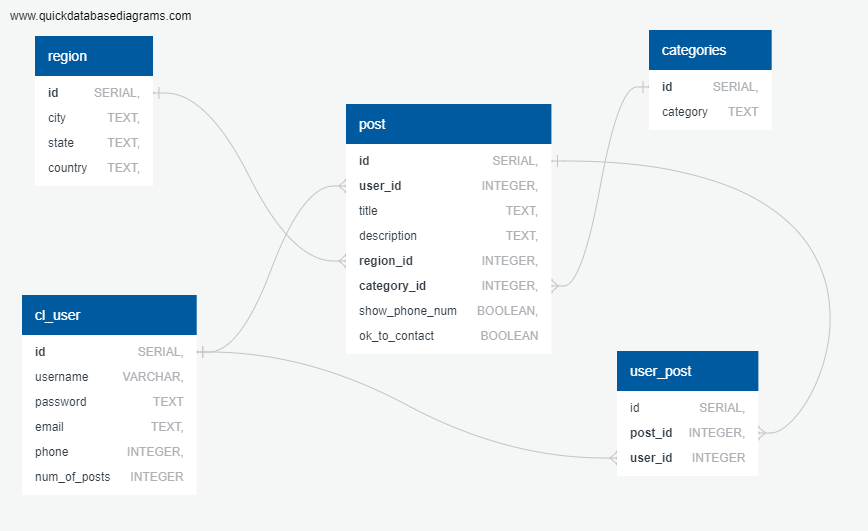 www.quickdatabasediagrams.com
region
id SERIAL,
city TEXT,
state TEXT,
country TEXT,
categories
id SERIAL,
category TEXT
post
id SERIAL,
user_id INTEGER,
title TEXT,
description TEXT,
region_id INTEGER,
category_id INTEGER,
show_phone_num BOOLEAN,
ok_to_contact BOOLEAN
cl_user
id SERIAL,
username VARCHAR,
password TEXT
email TEXT,
phone INTEGER,
num_of_posts INTEGER
user_post
id SERIAL,
post_id INTEGER,
user_id INTEGER